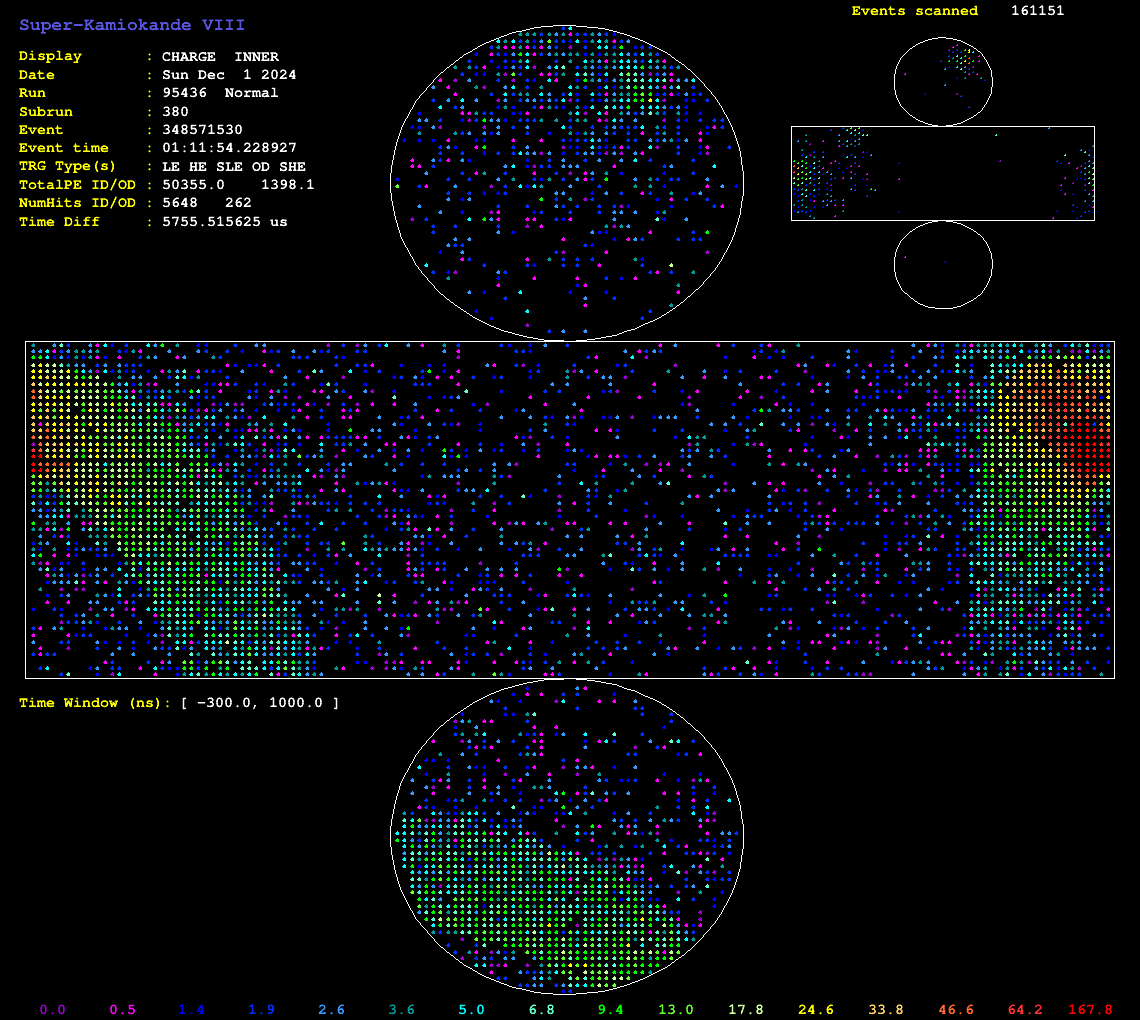 Super-Kamiokande VIII
Events scanned 161151
Display : CHARGE INNER
Date : Sun Dec 1 2024
Run : 95436 Normal
Subrun : 380
Event : 348571530
Event time : 01:11:54.228927
TRG Type(s) : LE HE SLE OD SHE
TotalPE ID/OD : 50355.0 1398.1
NumHits ID/OD : 5648 262
Time Diff : 5755.515625 us
Time Window (ns): [ -300.0, 1000.0 ]
0.0 0.5 1.4 1.9 2.6 3.6 5.0 6.8 9.4 13.0 17.8 24.6 33.8 46.6 64.2 167.8